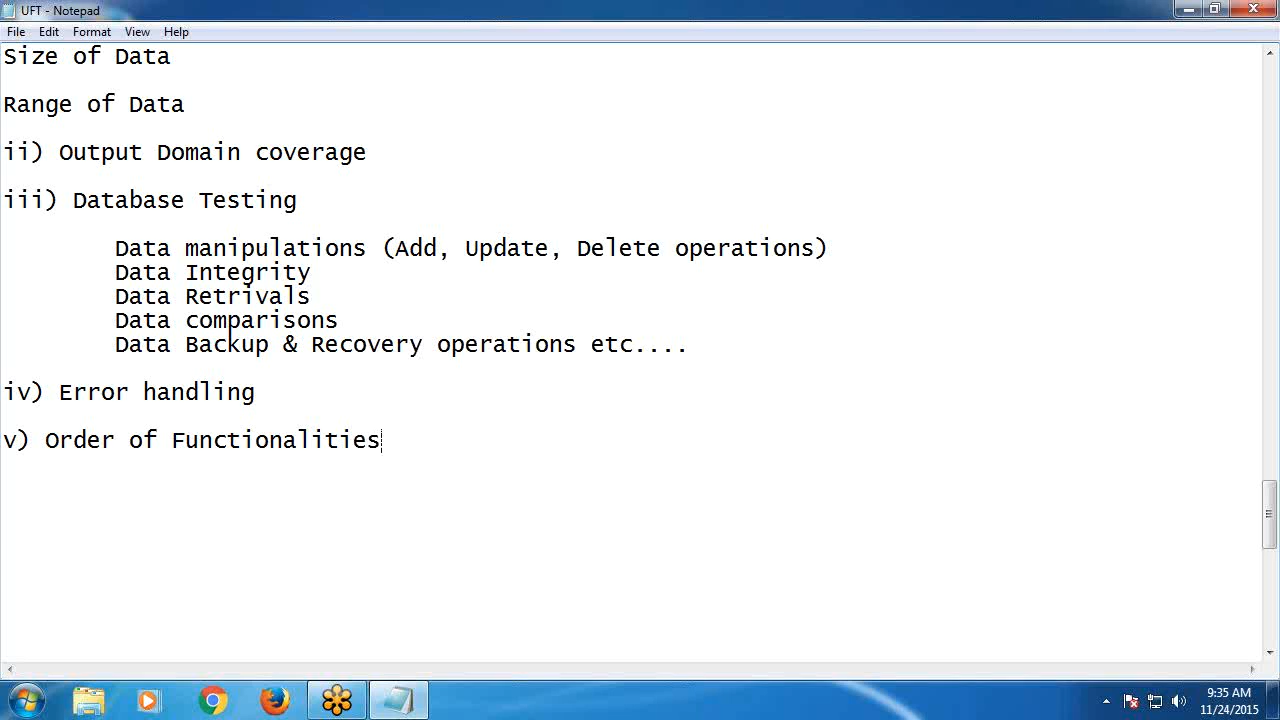 UFT - Notepad
File Edit Format View Help
Size of Data
Range of Data
ii) Output Domain coverage
iii) Database Testing
Data manipulations (Add, Update, Delete operations)
Data Integrity
Data Retrivals
Data comparisons
Data Backup & Recovery operations etc....
iv) Error handling
v) Order of Functionalities
9:35 AM
11/24/2015